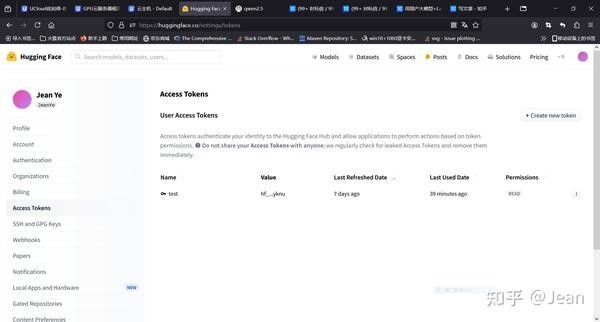 UCloud优刻得-首
GPU云服务器租
云主机 - Default
Hugging Face
qwen2.5
(99+ 封私信 / 9
(99+ 封私信 / 9
用国产大模型+La
写文章 - 知乎
https://huggingface.co/settings/tokens
导入书签...
火狐官方站点
新手上路
常用网址
京东商城
The Comprehensive ...
Stack Overflow - Whe...
Maven Repository: S...
win10+1060显卡安...
svg - Issue plotting ...
移动设备上的书签
Hugging Face
Search models, datasets, users...
Models
Datasets
Spaces
Posts
Docs
Solutions
Pricing
Jean Ye
JeanYe
Profile
Account
Authentication
Organizations
Billing
Access Tokens
SSH and GPG Keys
Webhooks
Papers
Notifications
Local Apps and Hardware NEW
Gated Repositories
Content Preferences
Access Tokens
User Access Tokens
+ Create new token
Access tokens authenticate your identity to the Hugging Face Hub and allow applications to perform actions based on token
permissions. Do not share your Access Tokens with anyone; we regularly check for leaked Access Tokens and remove them
immediately.
Name Value Last Refreshed Date Last Used Date Permissions
test hf_...yknu 7 days ago 39 minutes ago READ
知乎 @Jean